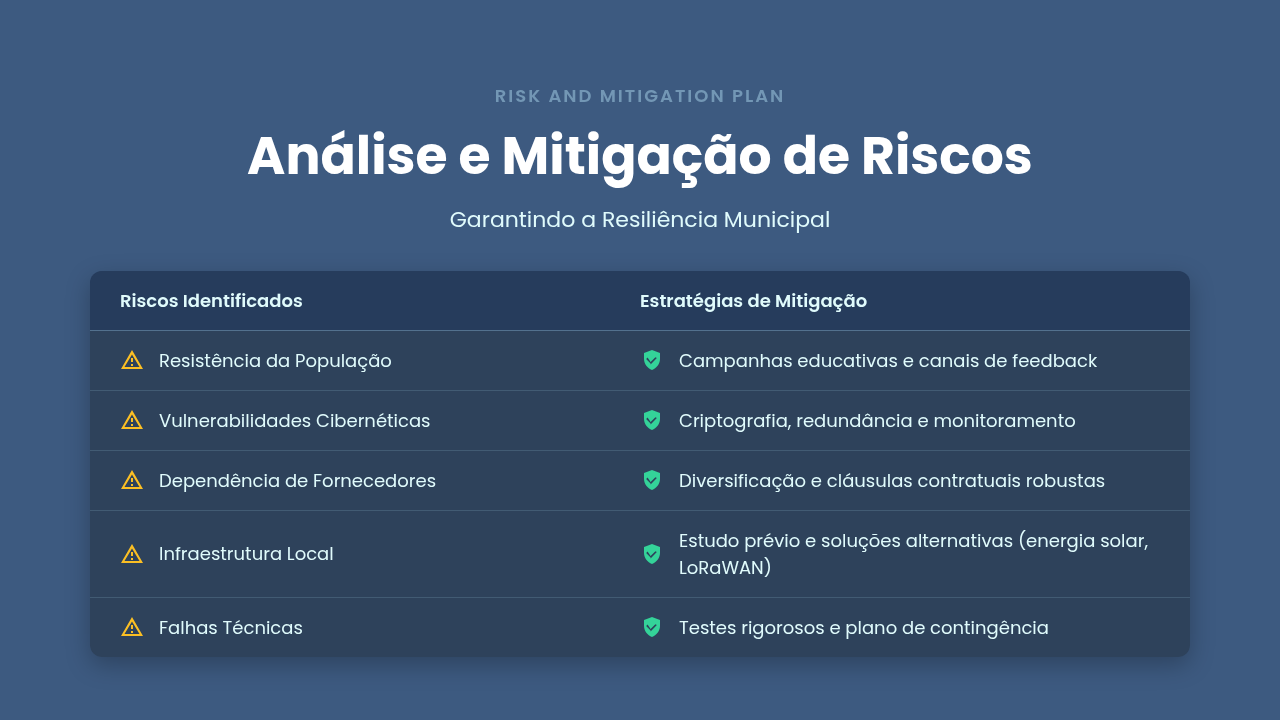 RISK AND MITIGATION PLAN
Análise e Mitigação de Riscos
Garantindo a Resiliência Municipal
Riscos Identificados
Estratégias de Mitigação
Resistência da População
Campanhas educativas e canais de feedback
Vulnerabilidades Cibernéticas
Criptografia, redundância e monitoramento
Dependência de Fornecedores
Diversificação e cláusulas contratuais robustas
Infraestrutura Local
Estudo prévio e soluções alternativas (energia solar,
LoRaWAN)
Falhas Técnicas
Testes rigorosos e plano de contingência